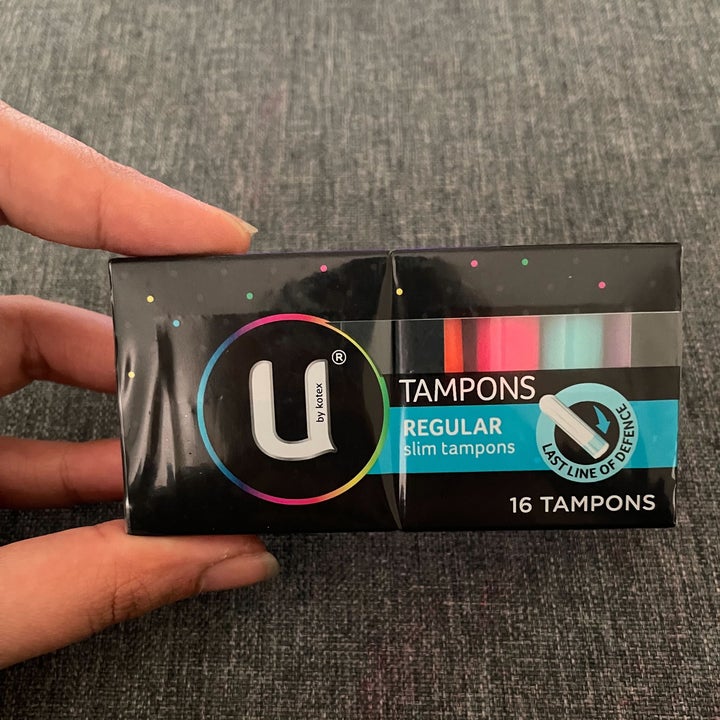 U®
by kotex
TAMPONS
REGULAR
slim tampons
LAST LINE OF DEFENCE
16 TAMPONS